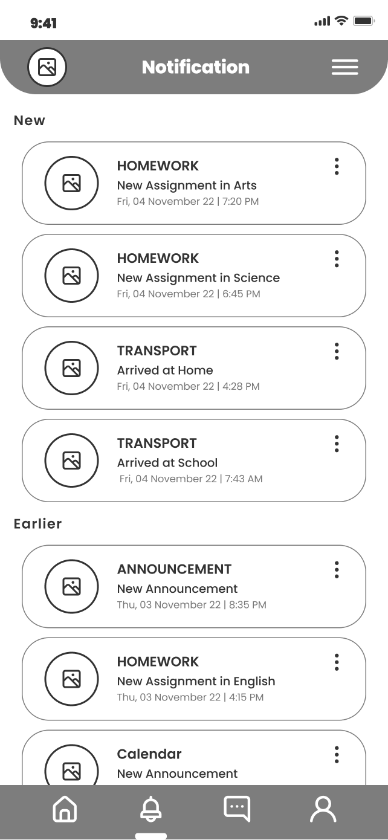 9:41
Notification
New
HOMEWORK
New Assignment in Arts
Fri, 04 November 22 | 7:20 PM
HOMEWORK
New Assignment in Science
Fri, 04 November 22 | 6:45 PM
TRANSPORT
Arrived at Home
Fri, 04 November 22 | 4:28 PM
TRANSPORT
Arrived at School
Fri, 04 November 22 | 7:43 AM
Earlier
ANNOUNCEMENT
New Announcement
Thu, 03 November 22 | 8:35 PM
HOMEWORK
New Assignment in English
Thu, 03 November 22 | 4:15 PM
Calendar
New Announcement